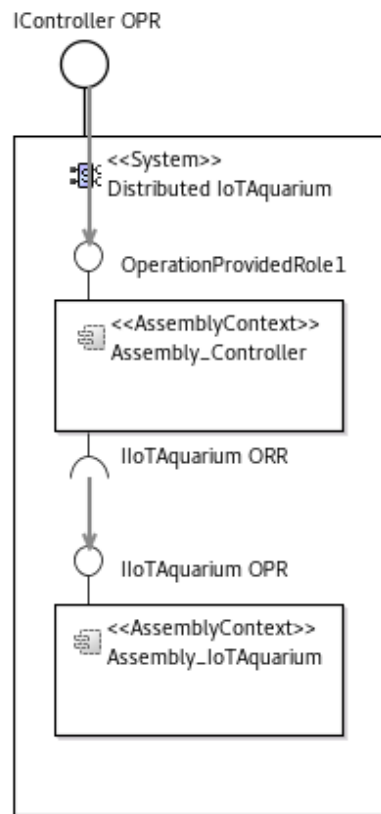 IController OPR
<<System>>
Distributed IoTAquarium
OperationProvidedRole1
<<AssemblyContext>>
Assembly_Controller
IIoTAquarium ORR
IIoTAquarium OPR
<<AssemblyContext>>
Assembly_IoTAquarium